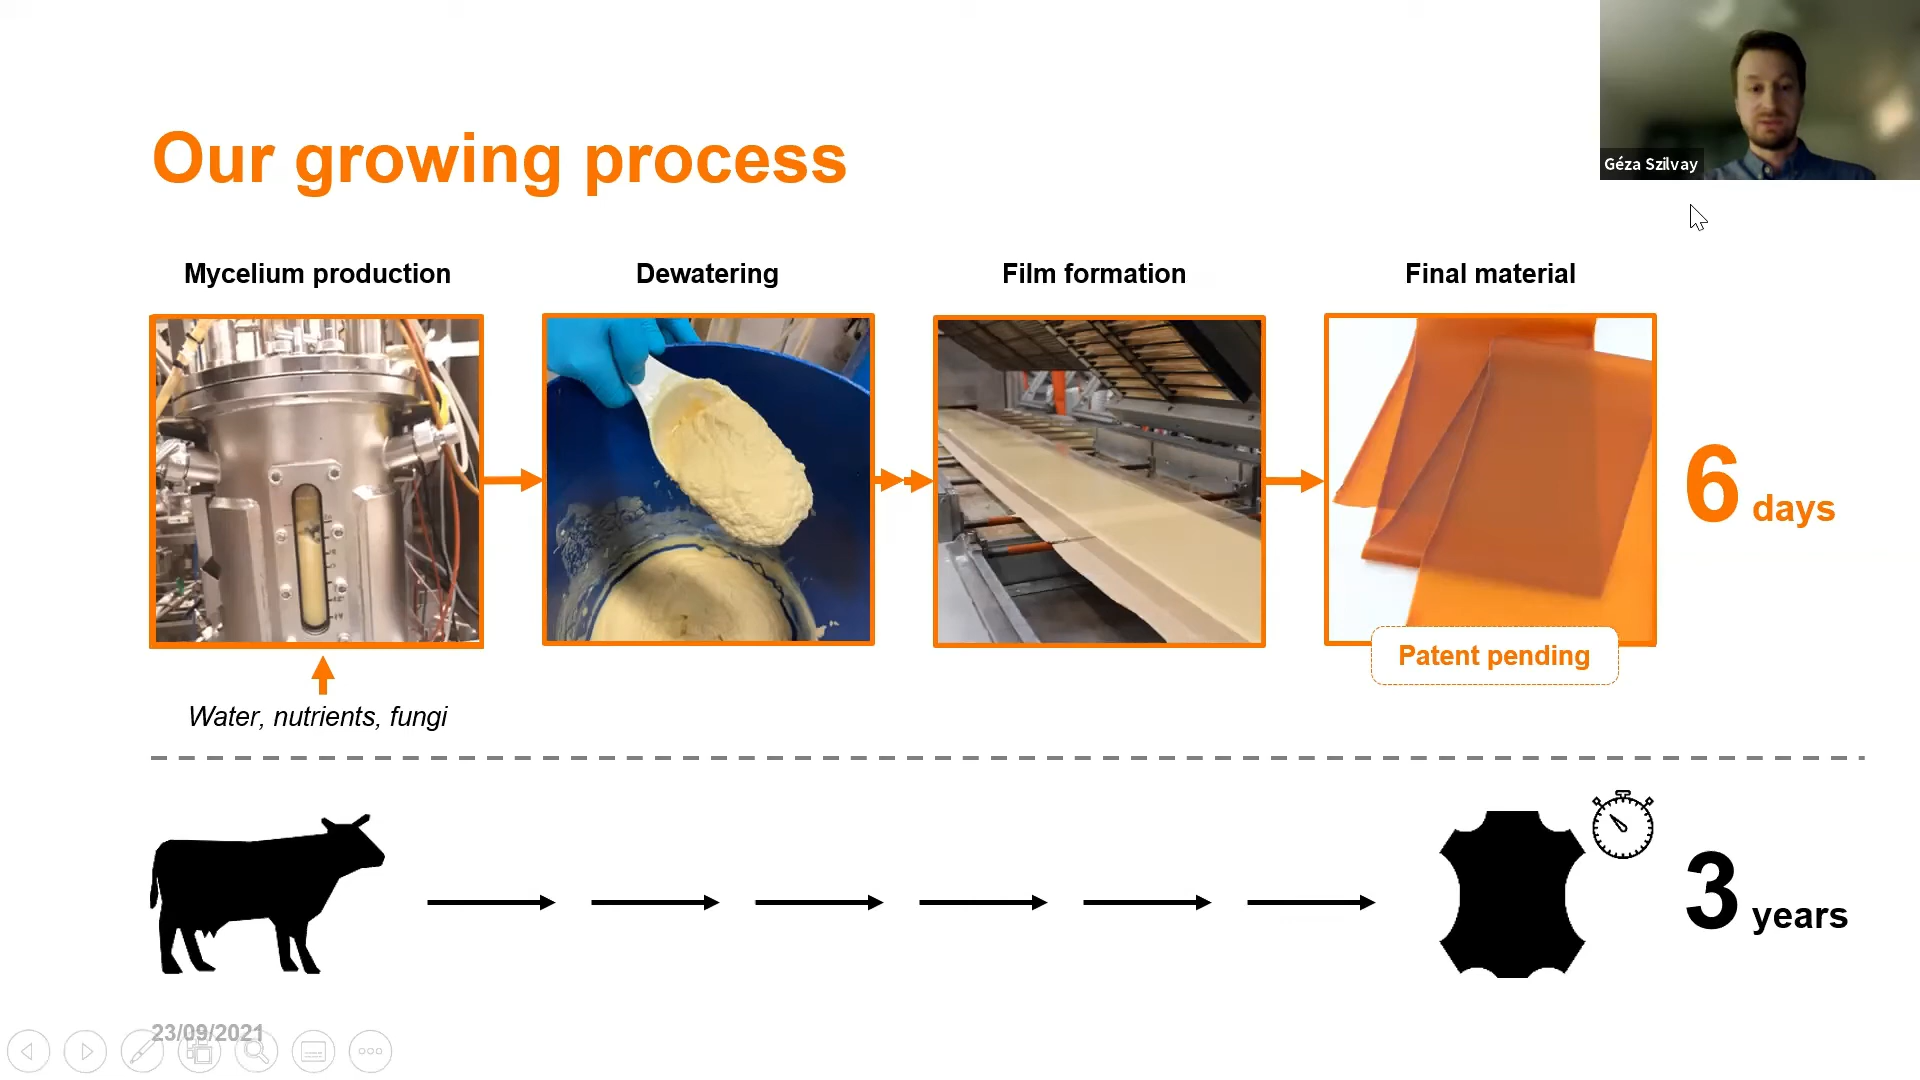 Géza Szilvay
Our growing process
Mycelium production
Dewatering
Film formation
Final material
6 days
Patent pending
Water, nutrients, fungi
3 years
23/09/2021